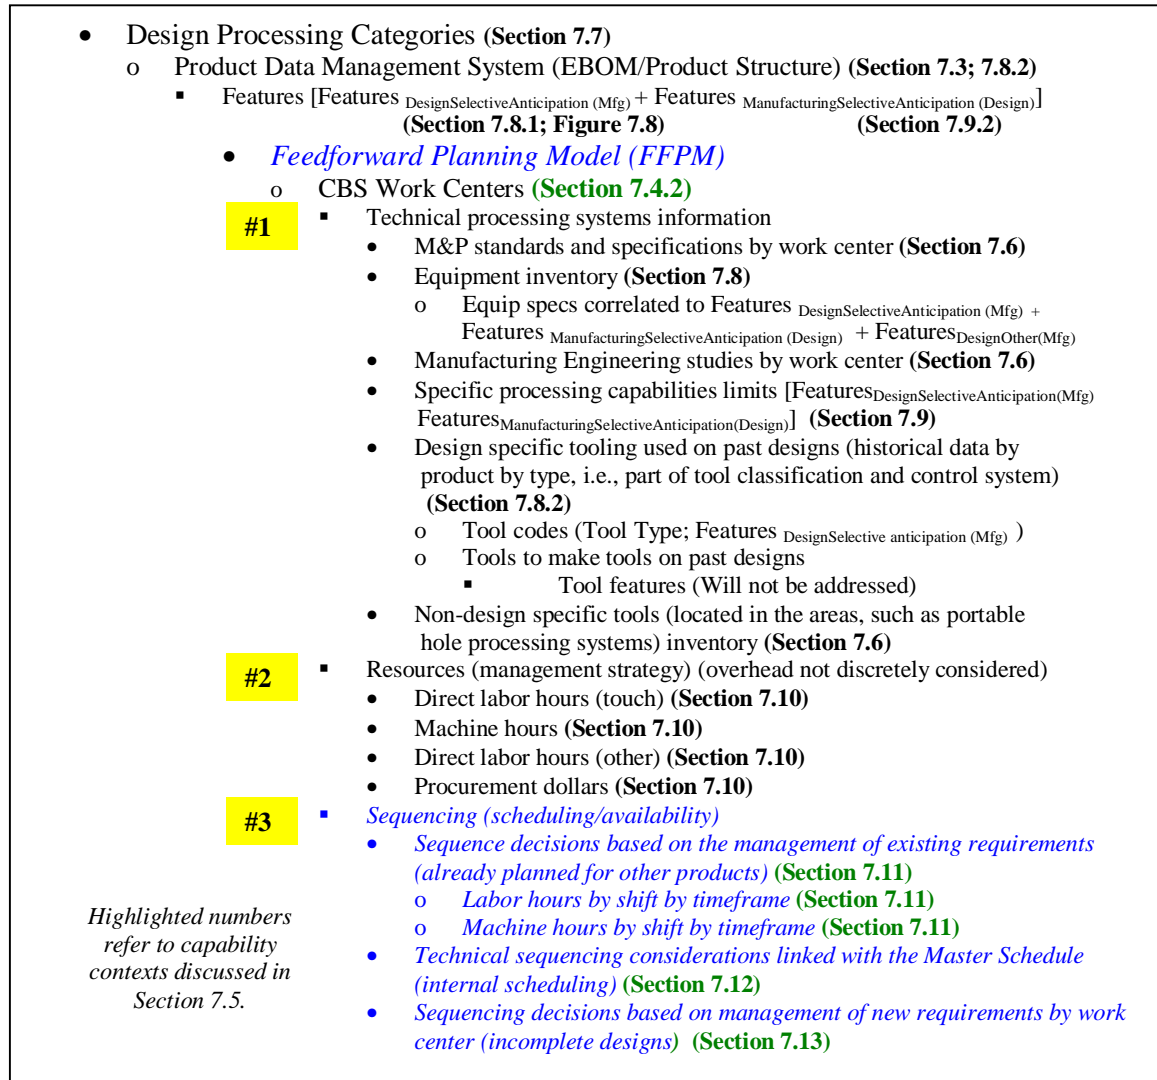 • Design Processing Categories (Section 7.7)
o Product Data Management System (EBOM/Product Structure) (Section 7.3; 7.8.2)
▪ Features [Features DesignSelectiveAnticipation (Mfg) + Features ManufacturingSelectiveAnticipation (Design)]
(Section 7.8.1; Figure 7.8) (Section 7.9.2)
• Feedforward Planning Model (FFPM)
o CBS Work Centers (Section 7.4.2)
#1 ▪ Technical processing systems information
• M&P standards and specifications by work center (Section 7.6)
• Equipment inventory (Section 7.8)
o Equip specs correlated to Features DesignSelectiveAnticipation (Mfg) +
Features ManufacturingSelectiveAnticipation (Design) + FeaturesDesignOther(Mfg)
• Manufacturing Engineering studies by work center (Section 7.6)
• Specific processing capabilities limits [FeaturesDesignSelectiveAnticipation(Mfg)
FeaturesManufacturingSelectiveAnticipation(Design)] (Section 7.9)
• Design specific tooling used on past designs (historical data by
product by type, i.e., part of tool classification and control system)
(Section 7.8.2)
o Tool codes (Tool Type; Features DesignSelective anticipation (Mfg) )
o Tools to make tools on past designs
▪ Tool features (Will not be addressed)
• Non-design specific tools (located in the areas, such as portable
hole processing systems) inventory (Section 7.6)
#2 ▪ Resources (management strategy) (overhead not discretely considered)
• Direct labor hours (touch) (Section 7.10)
• Machine hours (Section 7.10)
• Direct labor hours (other) (Section 7.10)
• Procurement dollars (Section 7.10)
#3 ▪ Sequencing (scheduling/availability)
• Sequence decisions based on the management of existing requirements
(already planned for other products) (Section 7.11)
o Labor hours by shift by timeframe (Section 7.11)
o Machine hours by shift by timeframe (Section 7.11)
• Technical sequencing considerations linked with the Master Schedule
(internal scheduling) (Section 7.12)
• Sequencing decisions based on management of new requirements by work
center (incomplete designs) (Section 7.13)
Highlighted numbers
refer to capability
contexts discussed in
Section 7.5.